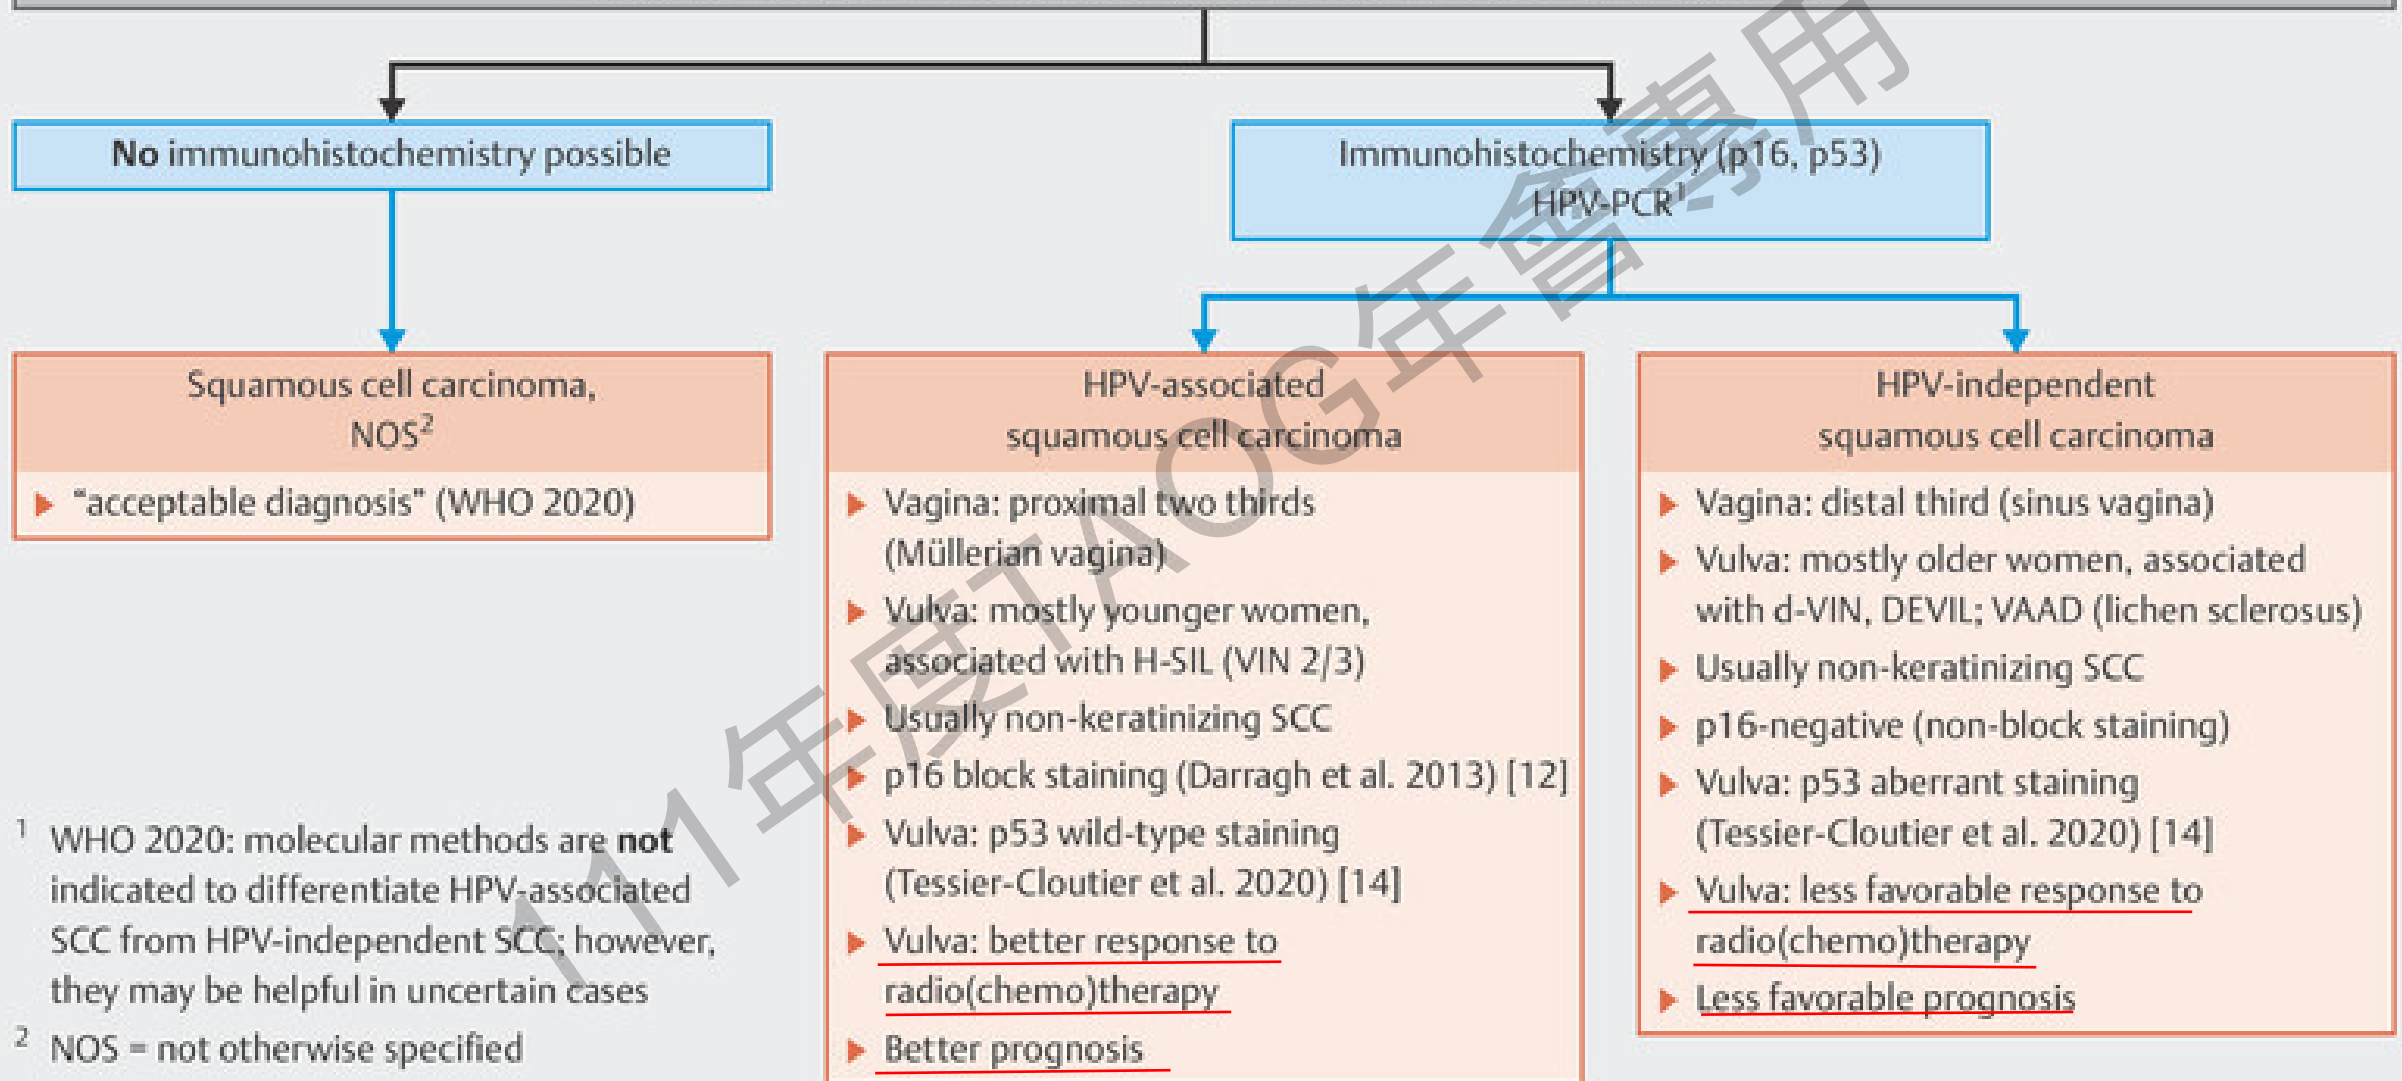 No immunohistochemistry possible
Immunohistochemistry (p16, p53)
HPV-PCR1
Squamous cell carcinoma,
NOS2
"acceptable diagnosis" (WHO 2020)
HPV-associated
squamous cell carcinoma
Vagina: proximal two thirds
(Müllerian vagina)
Vulva: mostly younger women,
associated with H-SIL (VIN 2/3)
Usually non-keratinizing SCC
p16 block staining (Darragh et al. 2013) [12]
Vulva: p53 wild-type staining
(Tessier-Cloutier et al. 2020) [14]
Vulva: better response to
radio(chemo)therapy
Better prognosis
HPV-independent
squamous cell carcinoma
Vagina: distal third (sinus vagina)
Vulva: mostly older women, associated
with d-VIN, DEVIL; VAAD (lichen sclerosus)
Usually non-keratinizing SCC
p16-negative (non-block staining)
Vulva: p53 aberrant staining
(Tessier-Cloutier et al. 2020) [14]
Vulva: less favorable response to
radio(chemo)therapy
Less favorable prognosis
1 WHO 2020: molecular methods are not
indicated to differentiate HPV-associated
SCC from HPV-independent SCC; however,
they may be helpful in uncertain cases
2 NOS = not otherwise specified
111年度TAOG年會專用